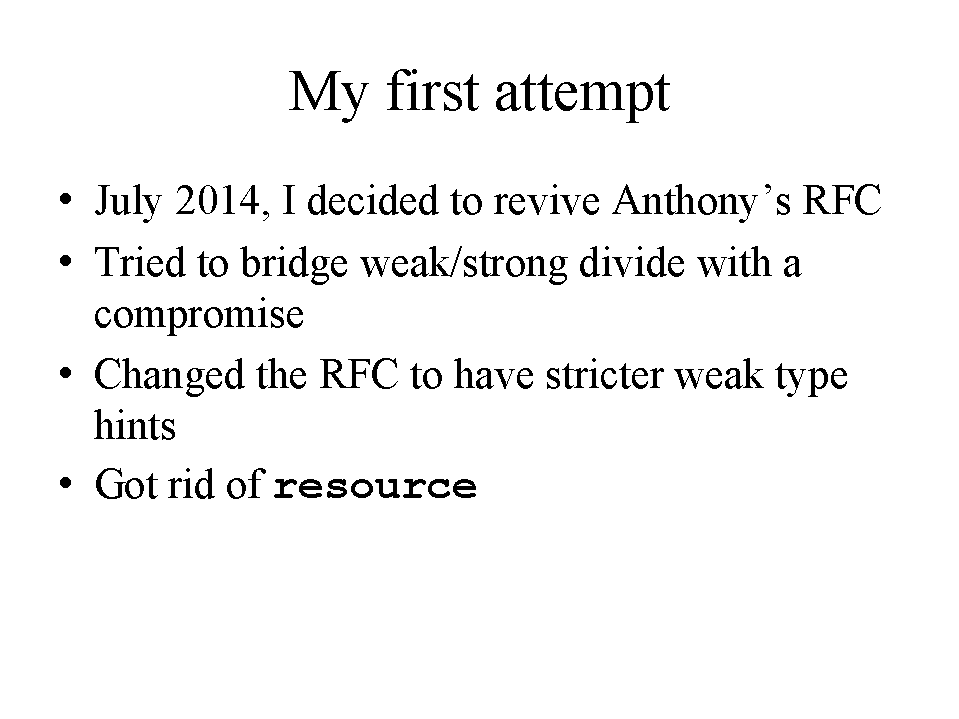 My first attempt
• July 2014, I decided to revive Anthony’s RFC
• Tried to bridge weak/strong divide with a
compromise
• Changed the RFC to have stricter weak type
hints
• Got rid of resource